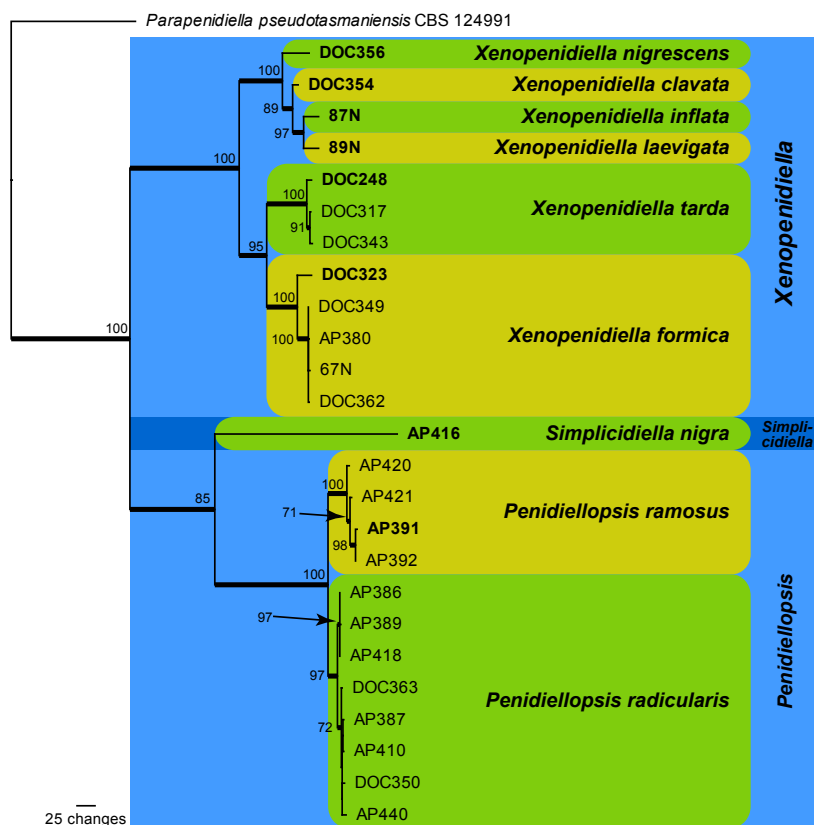 Parapenidiella pseudotasmaniensis CBS 124991
DOC356
Xenopenidiella nigrescens
100
DOC354
Xenopenidiella clavata
89
87N
Xenopenidiella inflata
97
89N
Xenopenidiella laevigata
100
DOC248
100
DOC317
Xenopenidiella tarda
91
DOC343
95
DOC323
100
DOC349
100
AP380
Xenopenidiella formica
67N
DOC362
100
Xenopenidiella
AP416
Simplicidiella nigra
Simpli-
cidiella
AP420
100
AP421
85
71
Penidiellopsis ramosus
AP391
98
AP392
100
AP386
97
AP389
AP418
97
DOC363
Penidiellopsis radicularis
AP387
72
AP410
DOC350
AP440
Penidiellopsis
25 changes